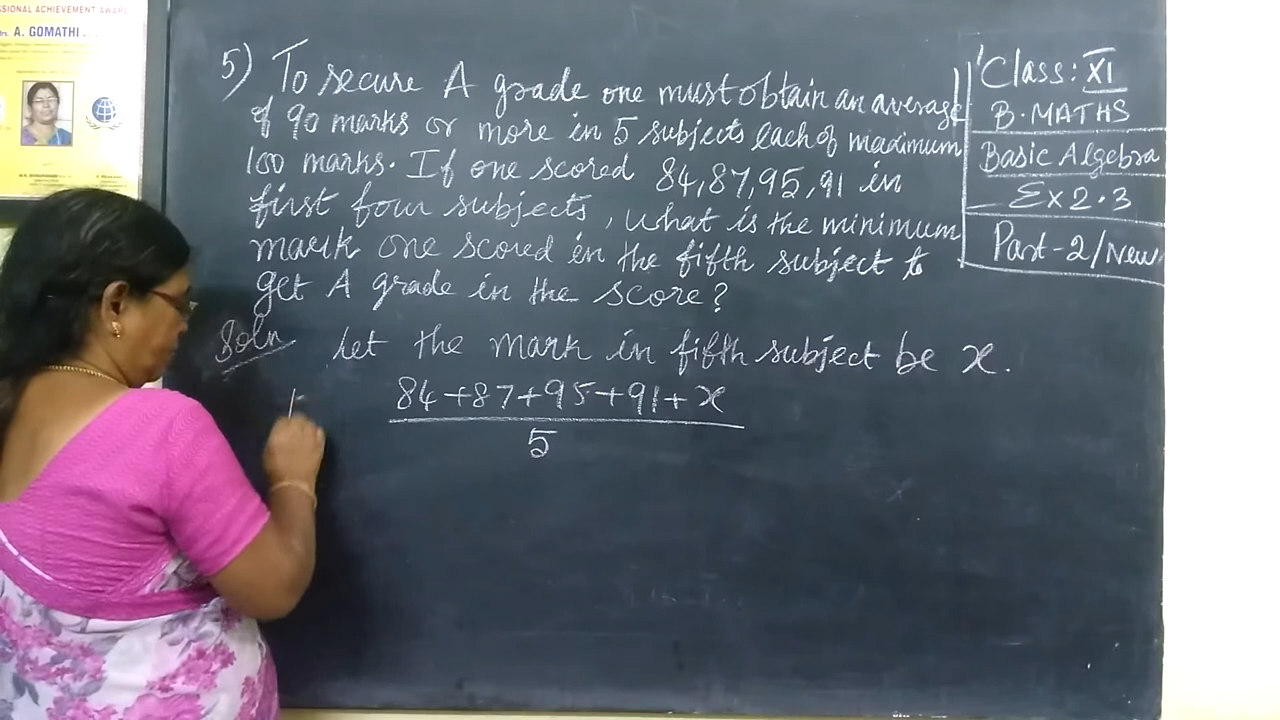 SSIONAL ACHIEVEMENT AWAR
A. GOMATHI
5) To secure A grade one must obtain an average
of 90 marks or more in 5 subjects each of maximum
100 marks. If one scored 84,87,95,91 in
first four subjects, what is the minimum
mark one scored in the fifth subject to
get A grade in the score?
Soln Let the mark in fifth subject be x.
84+87+95+91+x
5
Class: XI
B.MATHS
Basic Algebra
Ex 2.3
Part-2/New